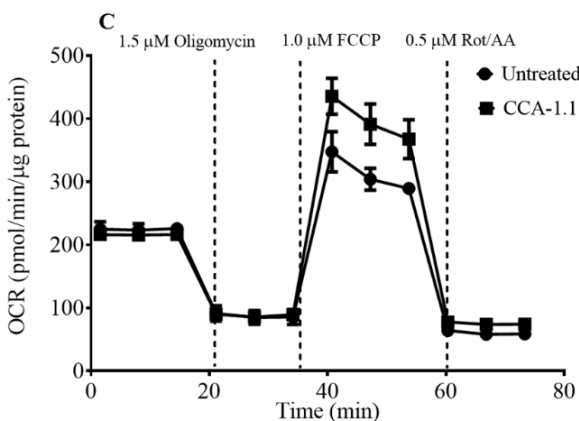 C
1.5 μM Oligomycin
1.0 μM FCCP
0.5 μM Rot/AA
Untreated
CCA-1.1
OCR (pmol/min/μg protein)
500
400
300
200
100
0
0 20 40 60 80
Time (min)